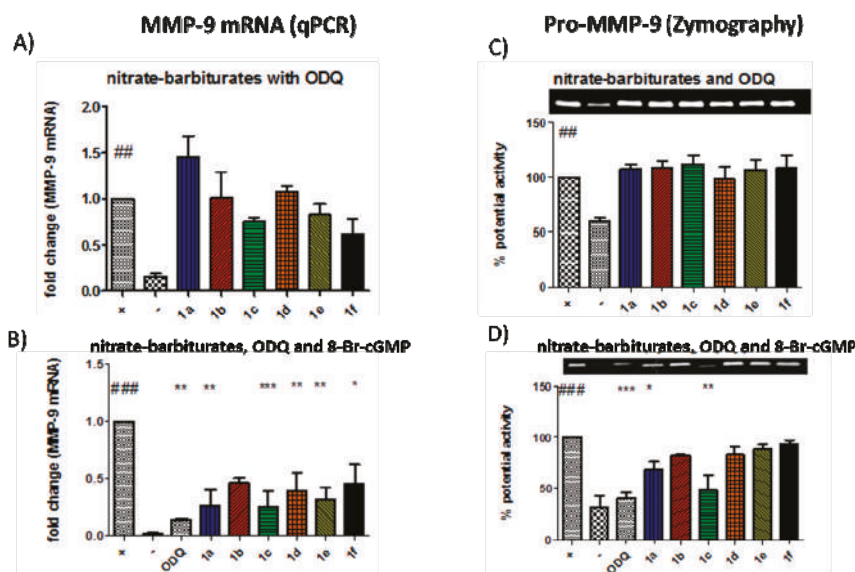 MMP-9 mRNA (qPCR)
Pro-MMP-9 (Zymography)
A)
nitrate-barbiturates with ODQ
fold change (MMP-9 mRNA)
2.0
1.5
1.0
0.5
0.0
##
+ - 1a 1b 1c 1d 1e 1f
C)
nitrate-barbiturates and ODQ
% potential activity
150
100
50
0
##
+ - 1a 1b 1c 1d 1e 1f
B)
nitrate-barbiturates, ODQ and 8-Br-cGMP
fold change (MMP-9 mRNA)
1.5
1.0
0.5
0.0
### ** ** *** ** ** *
+ - ODQ 1a 1b 1c 1d 1e 1f
D)
nitrate-barbiturates, ODQ and 8-Br-cGMP
% potential activity
150
100
50
0
### *** * **
+ - ODQ 1a 1b 1c 1d 1e 1f